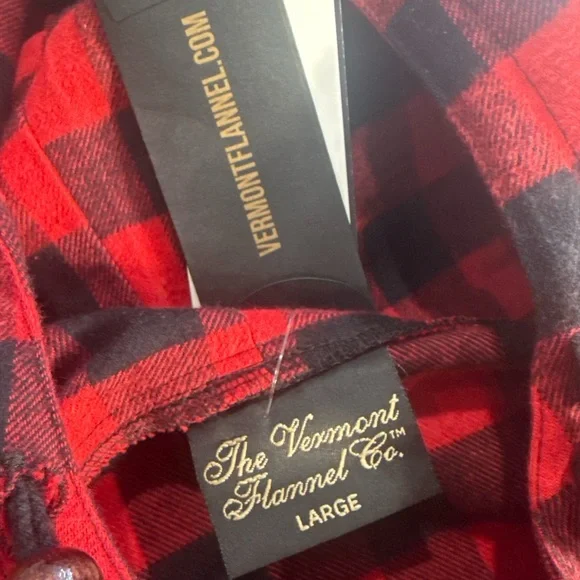 VERMONTFLANNEL.COM
The Vermont
Flannel Co.™
LARGE